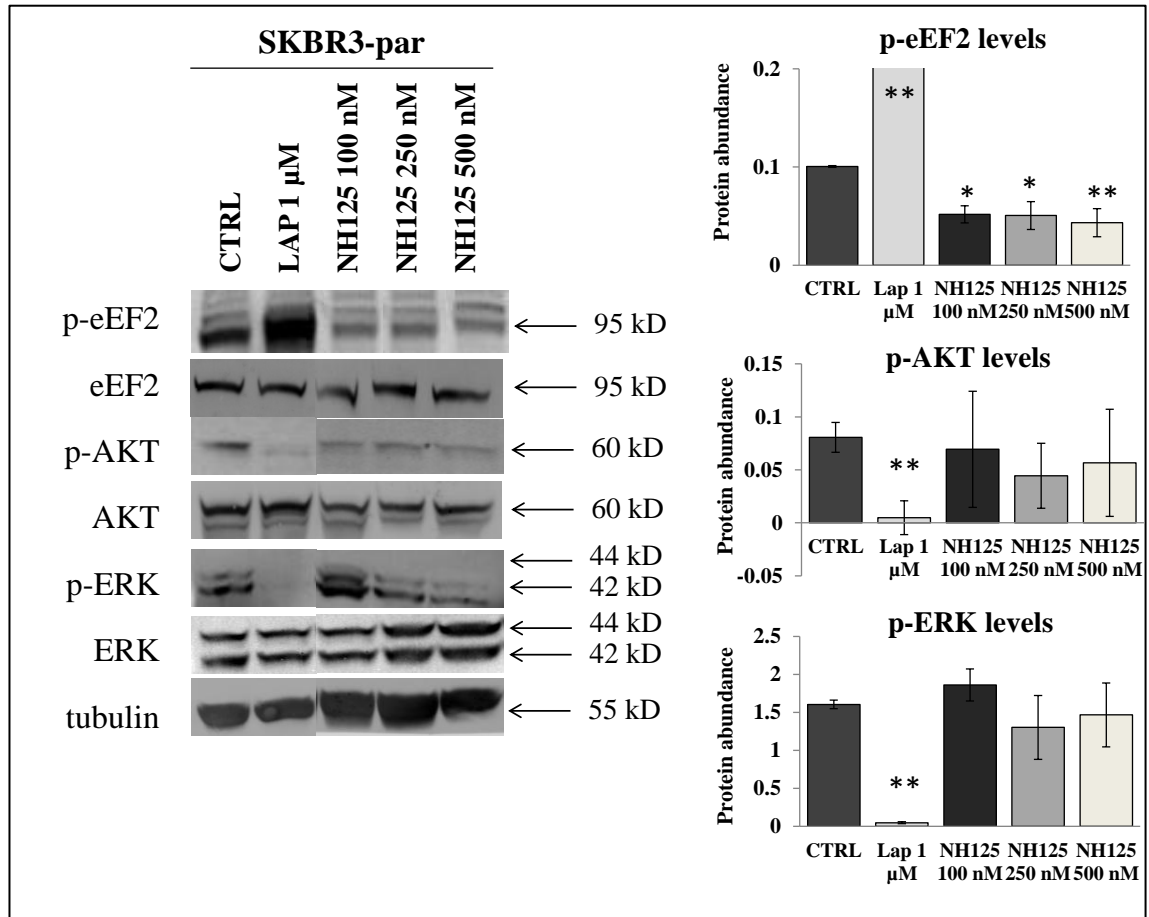 SKBR3-par
CTRL
LAP 1 µM
NH125 100 nM
NH125 250 nM
NH125 500 nM
p-eEF2
95 kD
eEF2
95 kD
p-AKT
60 kD
AKT
60 kD
44 kD
p-ERK
42 kD
44 kD
ERK
42 kD
tubulin
55 kD
p-eEF2 levels
Protein abundance
0.2
0.1
0
**
*
*
**
CTRL Lap 1 NH125 NH125 NH125
µM 100 nM 250 nM 500 nM
p-AKT levels
Protein abundance
0.15
0.1
0.05
0
-0.05
**
CTRL Lap 1 NH125 NH125 NH125
µM 100 nM 250 nM 500 nM
p-ERK levels
Protein abundance
2.5
2
1.5
1
0.5
0
**
CTRL Lap 1 NH125 NH125 NH125
µM 100 nM 250 nM 500 nM